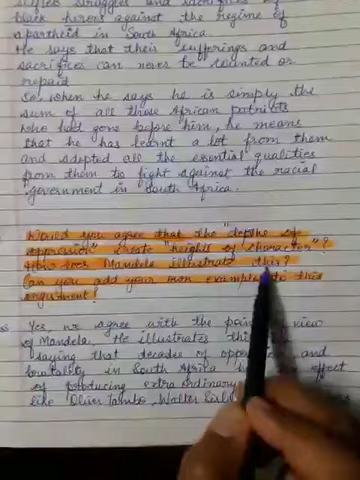 struggles and sacrifices of
black heroes against the regime of
apartheid in South Africa
He says that their sufferings and
sacrifices can never be counted or
repaid
So when he says he is simply the
sum of all those African patriots
who had gone before him, he means
that he has learnt a lot from them
and adopted all the essential qualities
from them to fight against the racial
government in South Africa.
Would you agree that the "depths of
oppression" create "heights of character"?
How does Mandela illustrate this?
Can you add your own examples to this
argument?
Yes, we agree with the point view
of Mandela. He illustrates
saying that decades of and
brutality in South Africa effect
of producing extra ordinary
like Oliver Tambo, Walter